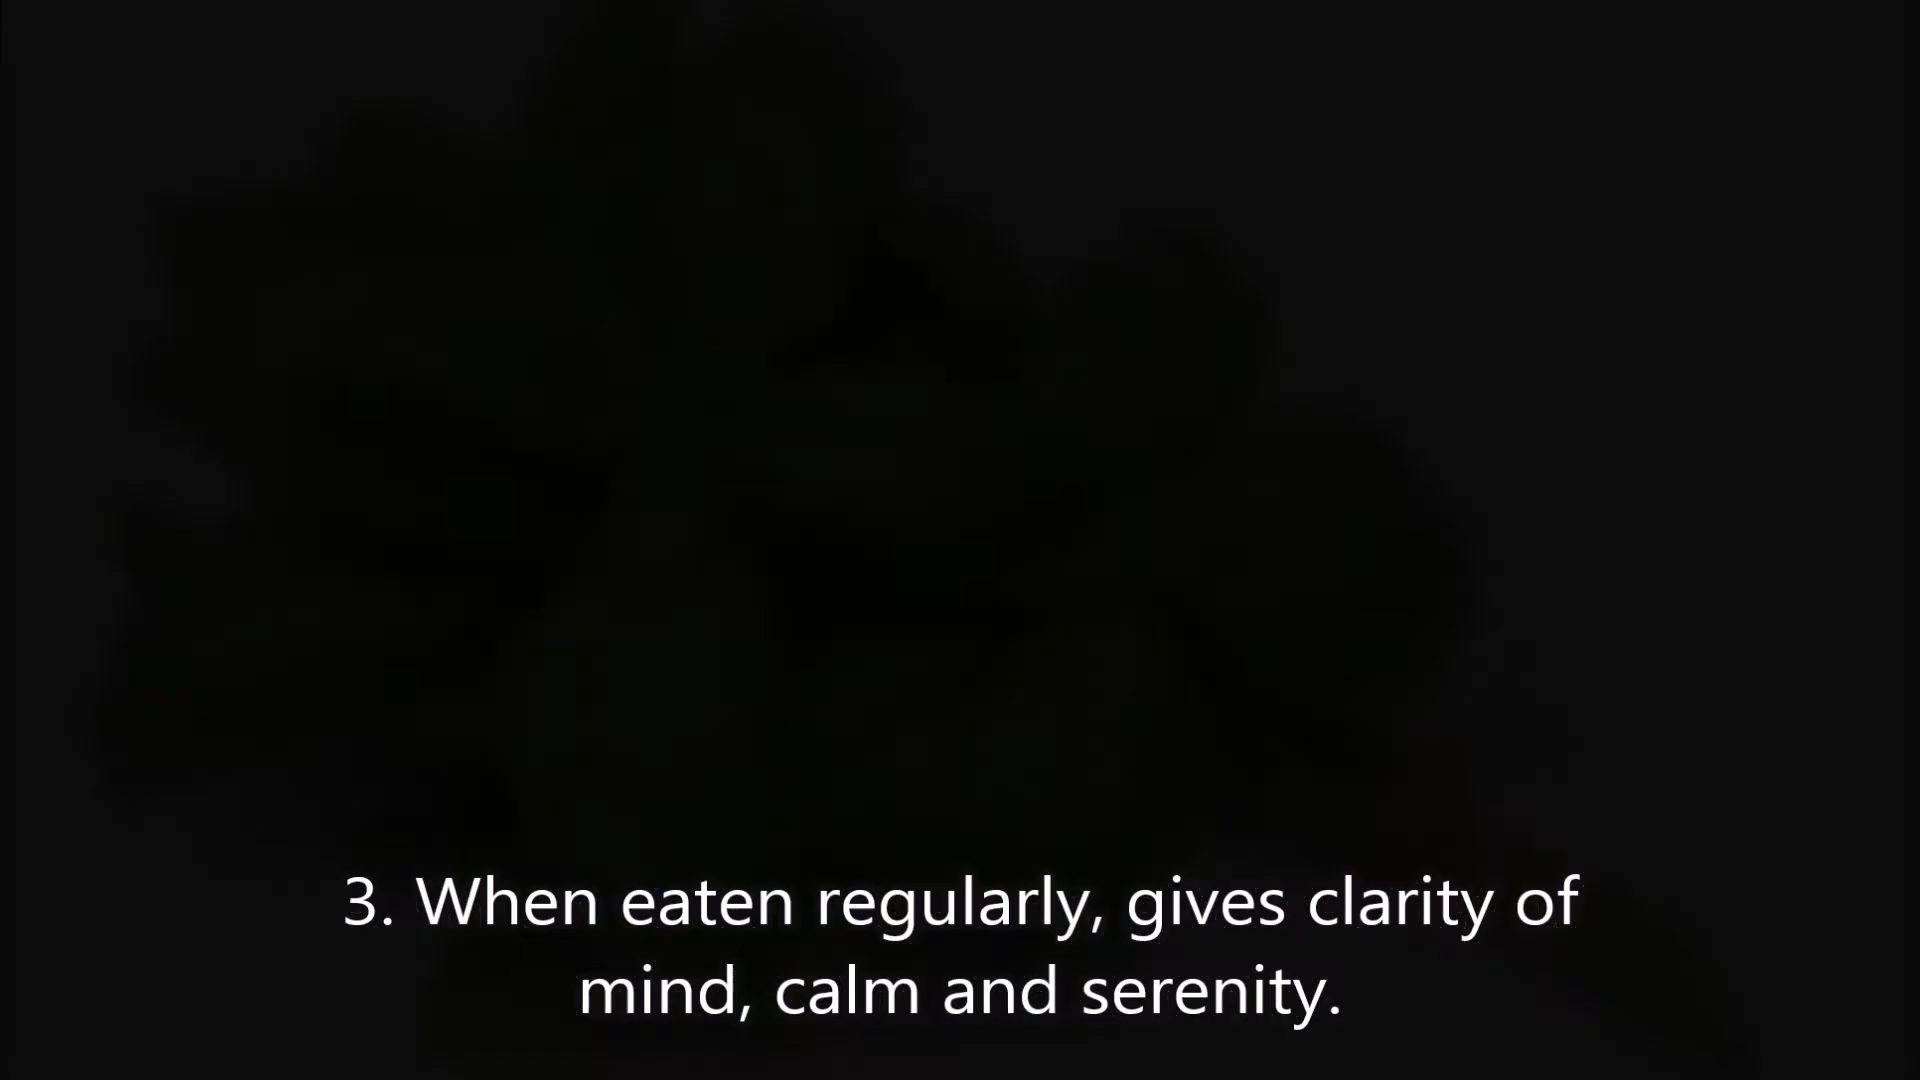 3. When eaten regularly, gives clarity of
mind, calm and serenity.